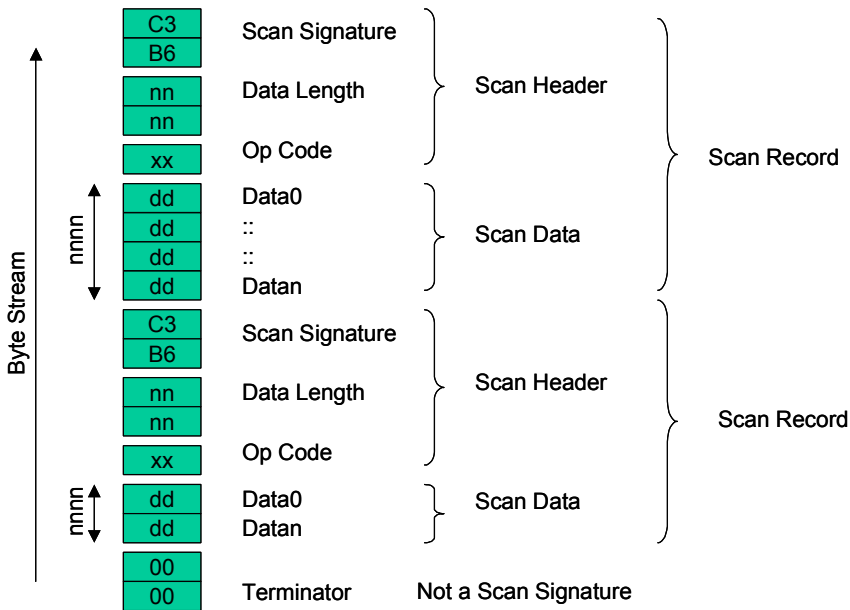 C3 Scan Signature
B6
nn Data Length Scan Header
nn
xx Op Code
Scan Record
dd Data0
dd ::
dd ::
dd Datan
Scan Data
nnnn
C3 Scan Signature
B6
nn Data Length Scan Header
nn
xx Op Code
Scan Record
dd Data0
dd Datan
Scan Data
nnnn
00
00 Terminator Not a Scan Signature
Byte Stream